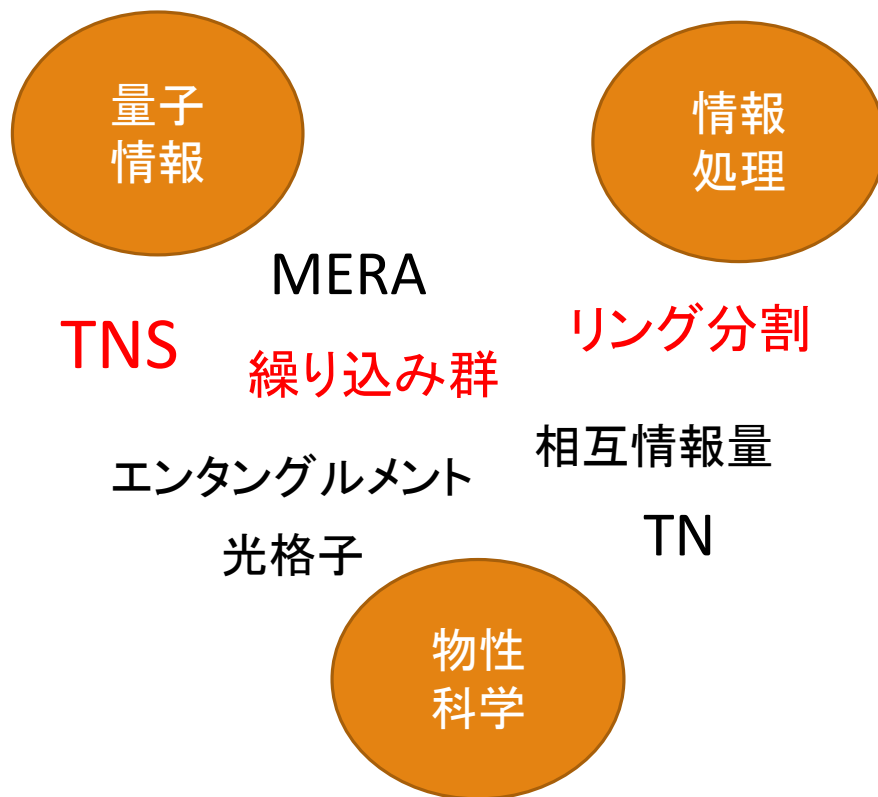 量子
情報
情報
処理
MERA
TNS
リング分割
繰り込み群
相互情報量
エンタングルメント
TN
光格子
物性
科学